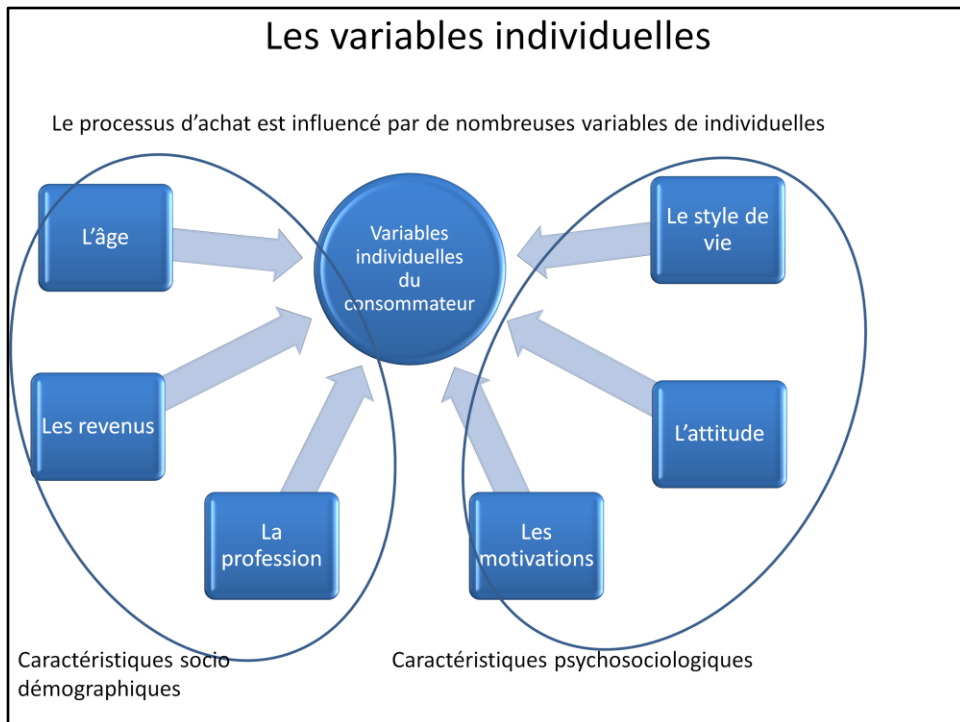 Les variables individuelles
Le processus d'achat est influencé par de nombreuses variables de individuelles
L'âge
Les revenus
La
profession
Variables
individuelles
du
consommateur
Le style de
vie
L'attitude
Les
motivations
Caractéristiques socio
démographiques
Caractéristiques psychosociologiques